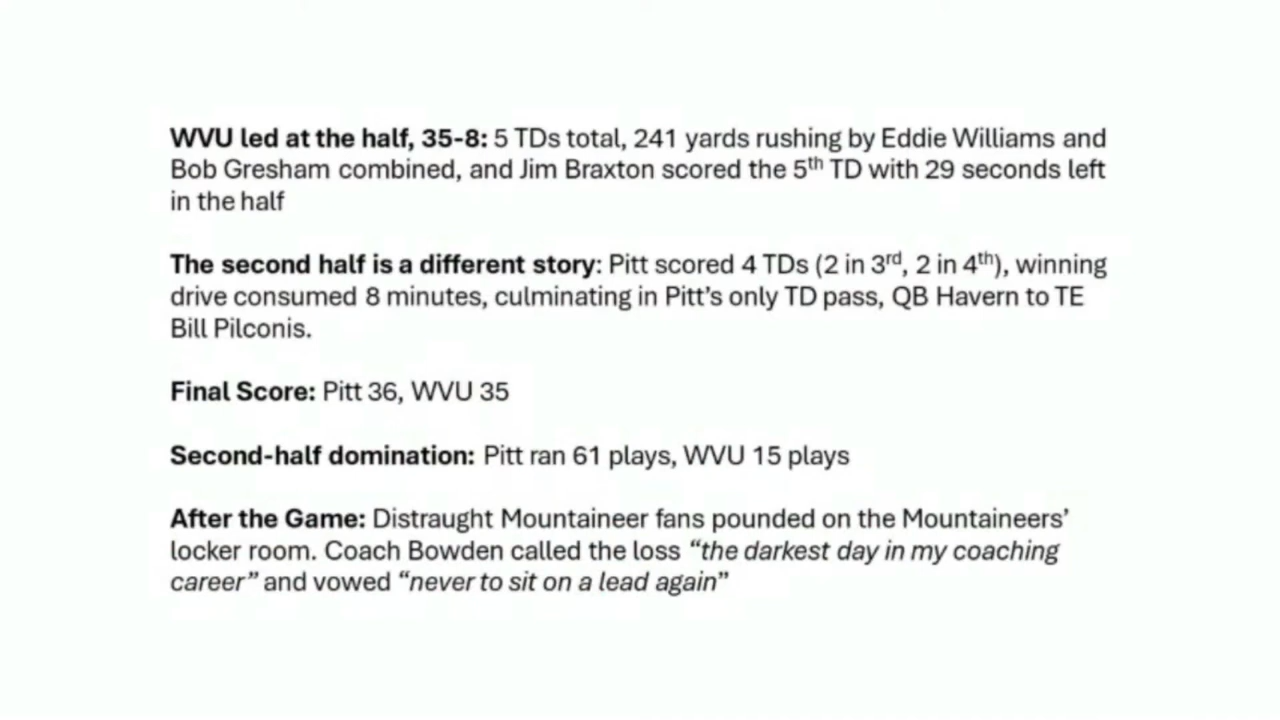 WVU led at the half, 35-8: 5 TDs total, 241 yards rushing by Eddie Williams and
Bob Gresham combined, and Jim Braxton scored the 5th TD with 29 seconds left
in the half
The second half is a different story: Pitt scored 4 TDs (2 in 3rd, 2 in 4th), winning
drive consumed 8 minutes, culminating in Pitt’s only TD pass, QB Havern to TE
Bill Pilconis.
Final Score: Pitt 36, WVU 35
Second-half domination: Pitt ran 61 plays, WVU 15 plays
After the Game: Distraught Mountaineer fans pounded on the Mountaineers’
locker room. Coach Bowden called the loss “the darkest day in my coaching
career” and vowed “never to sit on a lead again”